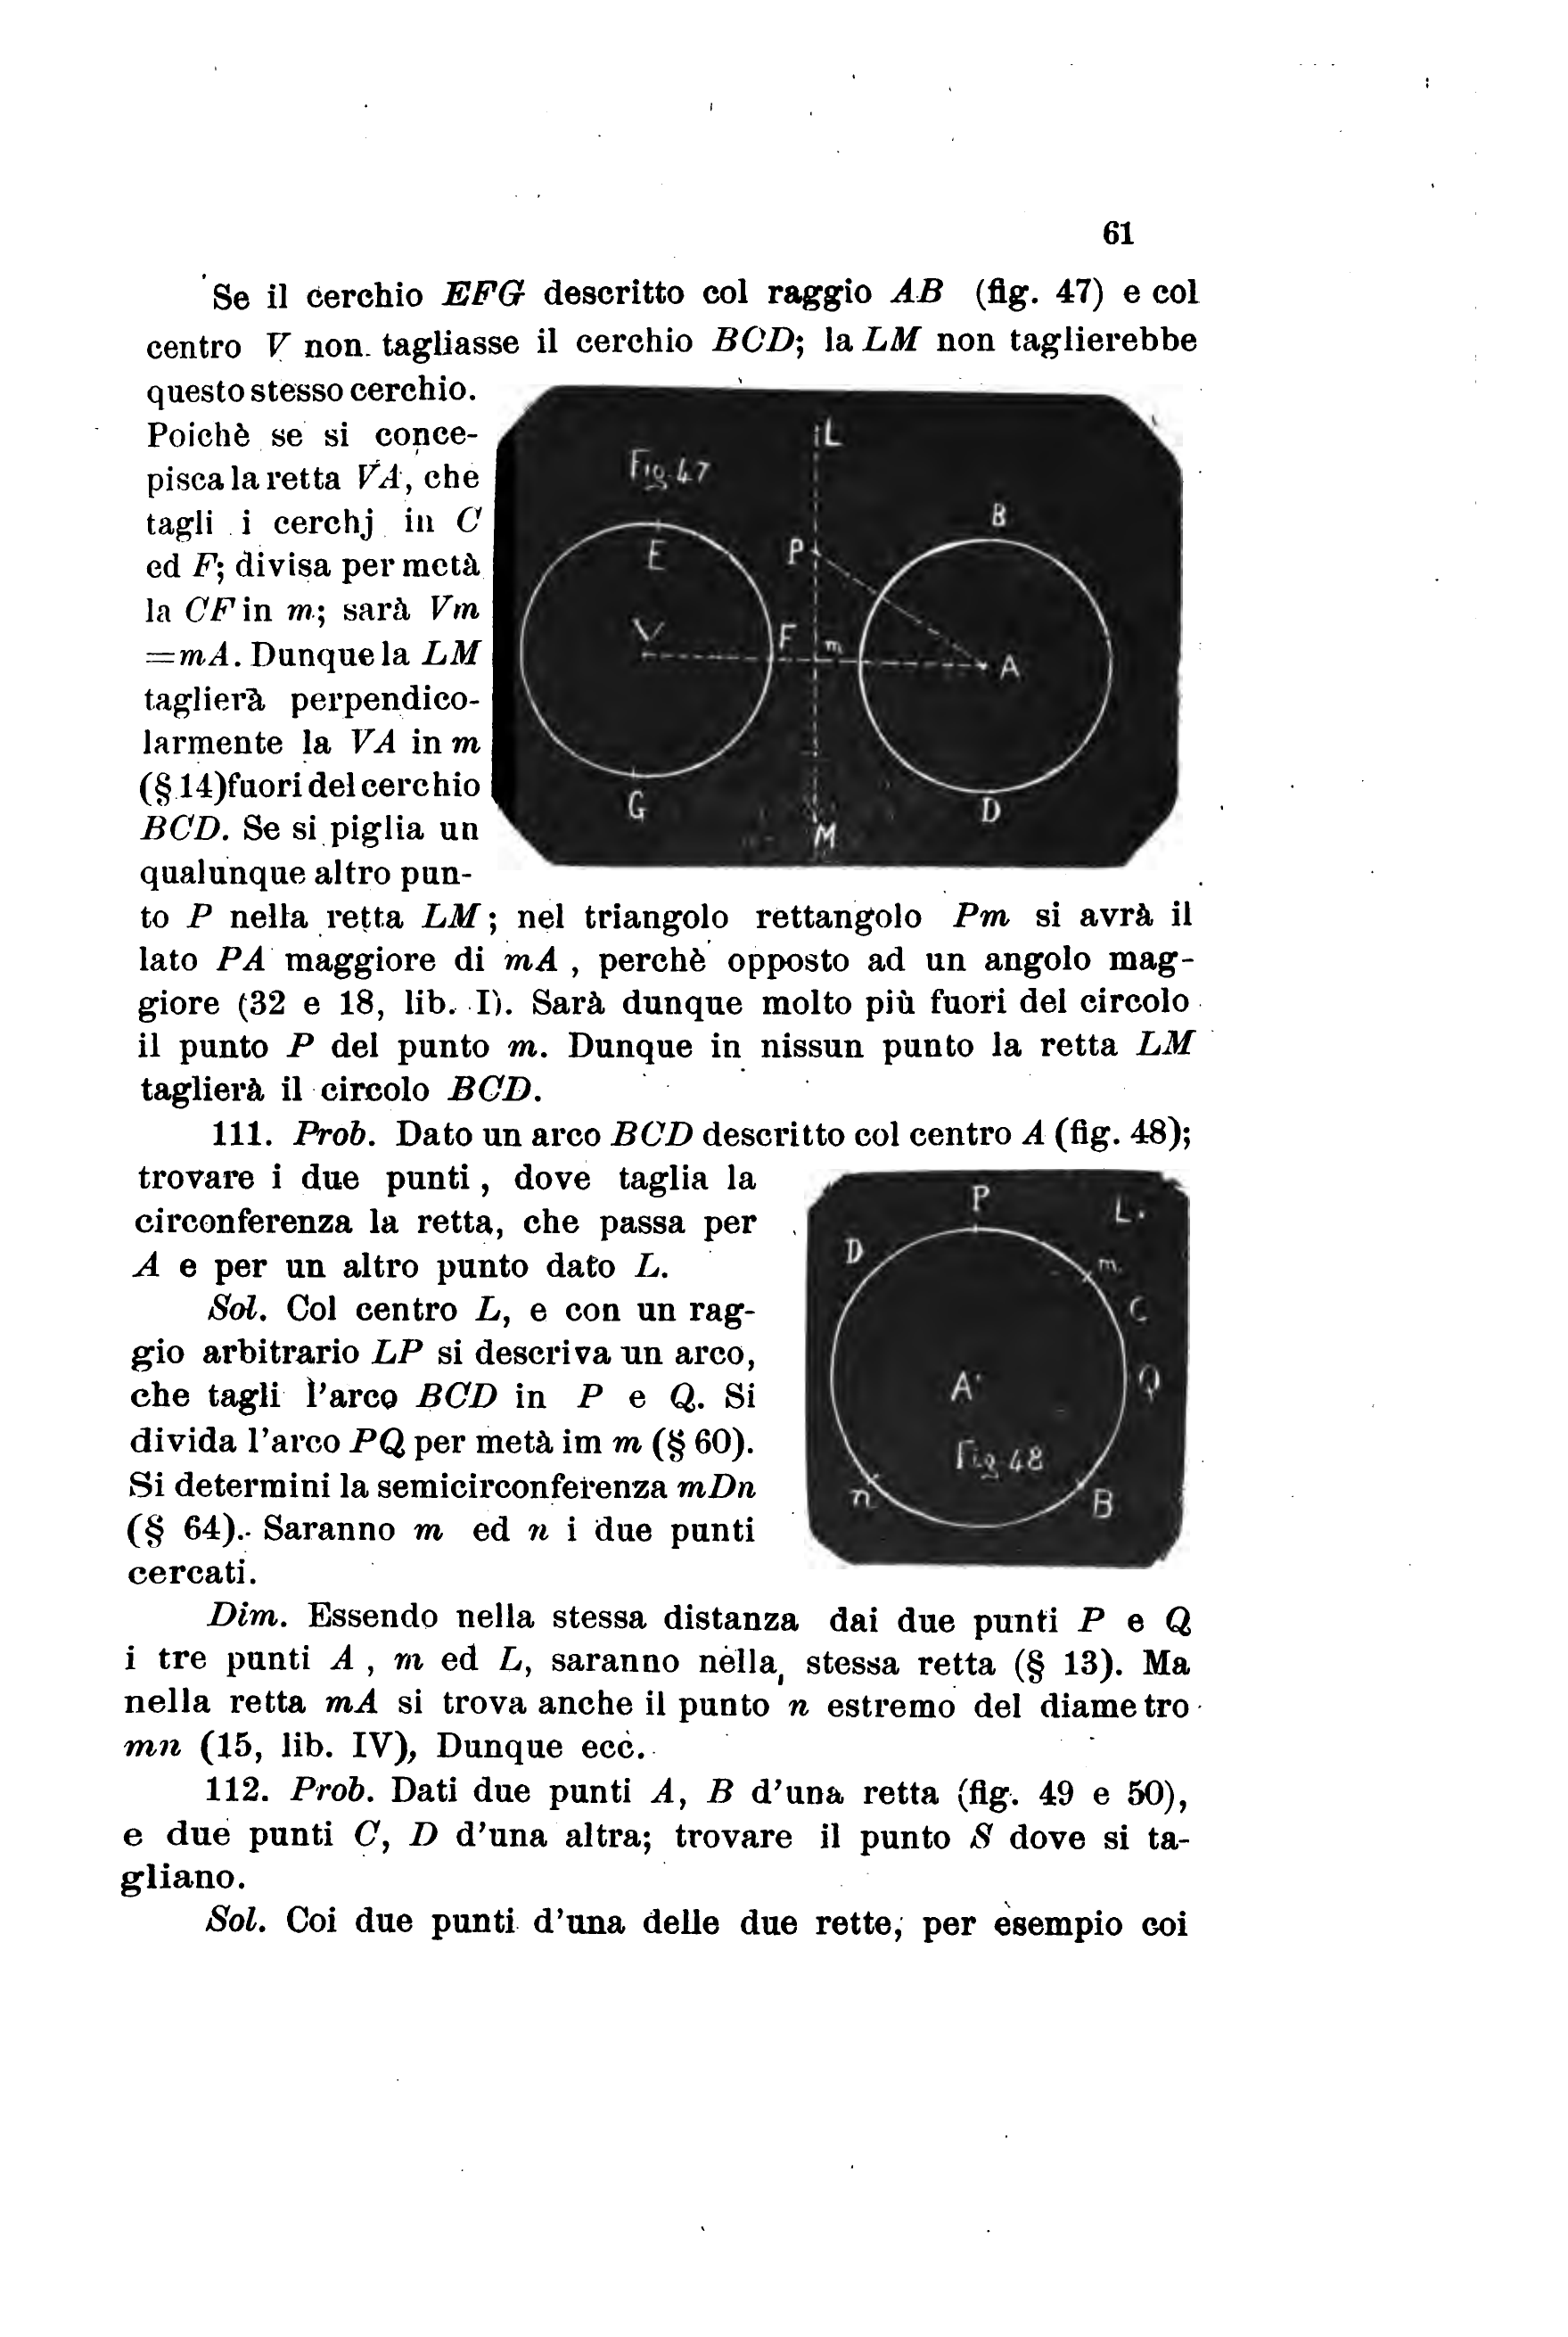 61
Se il cerchio EFG descritto col raggio AB (fig. 47) e col
centro V non tagliasse il cerchio BCD; la LM non taglierebbe
questo stesso cerchio.
Poichè se si conce-
pisca la retta VA, che
tagli i cerchj in C
ed F; divisa per metà
la CF in m; sarà Vm
=mA. Dunque la LM
taglierà perpendico-
larmente la VA in m
(§ 14) fuori del cerchio
BCD. Se si piglia un
qualunque altro pun-
Fig. 47
L
B
E
P
V
F
m
A
G
D
M
to P nella retta LM; nel triangolo rettangolo Pm si avrà il
lato PA maggiore di mA, perchè opposto ad un angolo mag-
giore (32 e 18, lib. I). Sarà dunque molto più fuori del circolo
il punto P del punto m. Dunque in nissun punto la retta LM
taglierà il circolo BCD.
111. Prob. Dato un arco BCD descritto col centro A (fig. 48);
trovare i due punti, dove taglia la
circonferenza la retta, che passa per
A e per un altro punto dato L.
Sol. Col centro L, e con un rag-
gio arbitrario LP si descriva un arco,
che tagli l'arco BCD in P e Q. Si
divida l'arco PQ per metà im m (§ 60).
Si determini la semicirconferenza mDn
(§ 64). Saranno m ed n i due punti
cercati.
P
L.
D
m
C
A
Q
Fig 48
n
B
Dim. Essendo nella stessa distanza dai due punti P e Q
i tre punti A, m ed L, saranno nella stessa retta (§ 13). Ma
nella retta mA si trova anche il punto n estremo del diametro
mn (15, lib. IV), Dunque ecc.
112. Prob. Dati due punti A, B d'una retta (fig. 49 e 50),
e due punti C, D d'una altra; trovare il punto S dove si ta-
gliano.
Sol. Coi due punti d'una delle due rette, per esempio coi